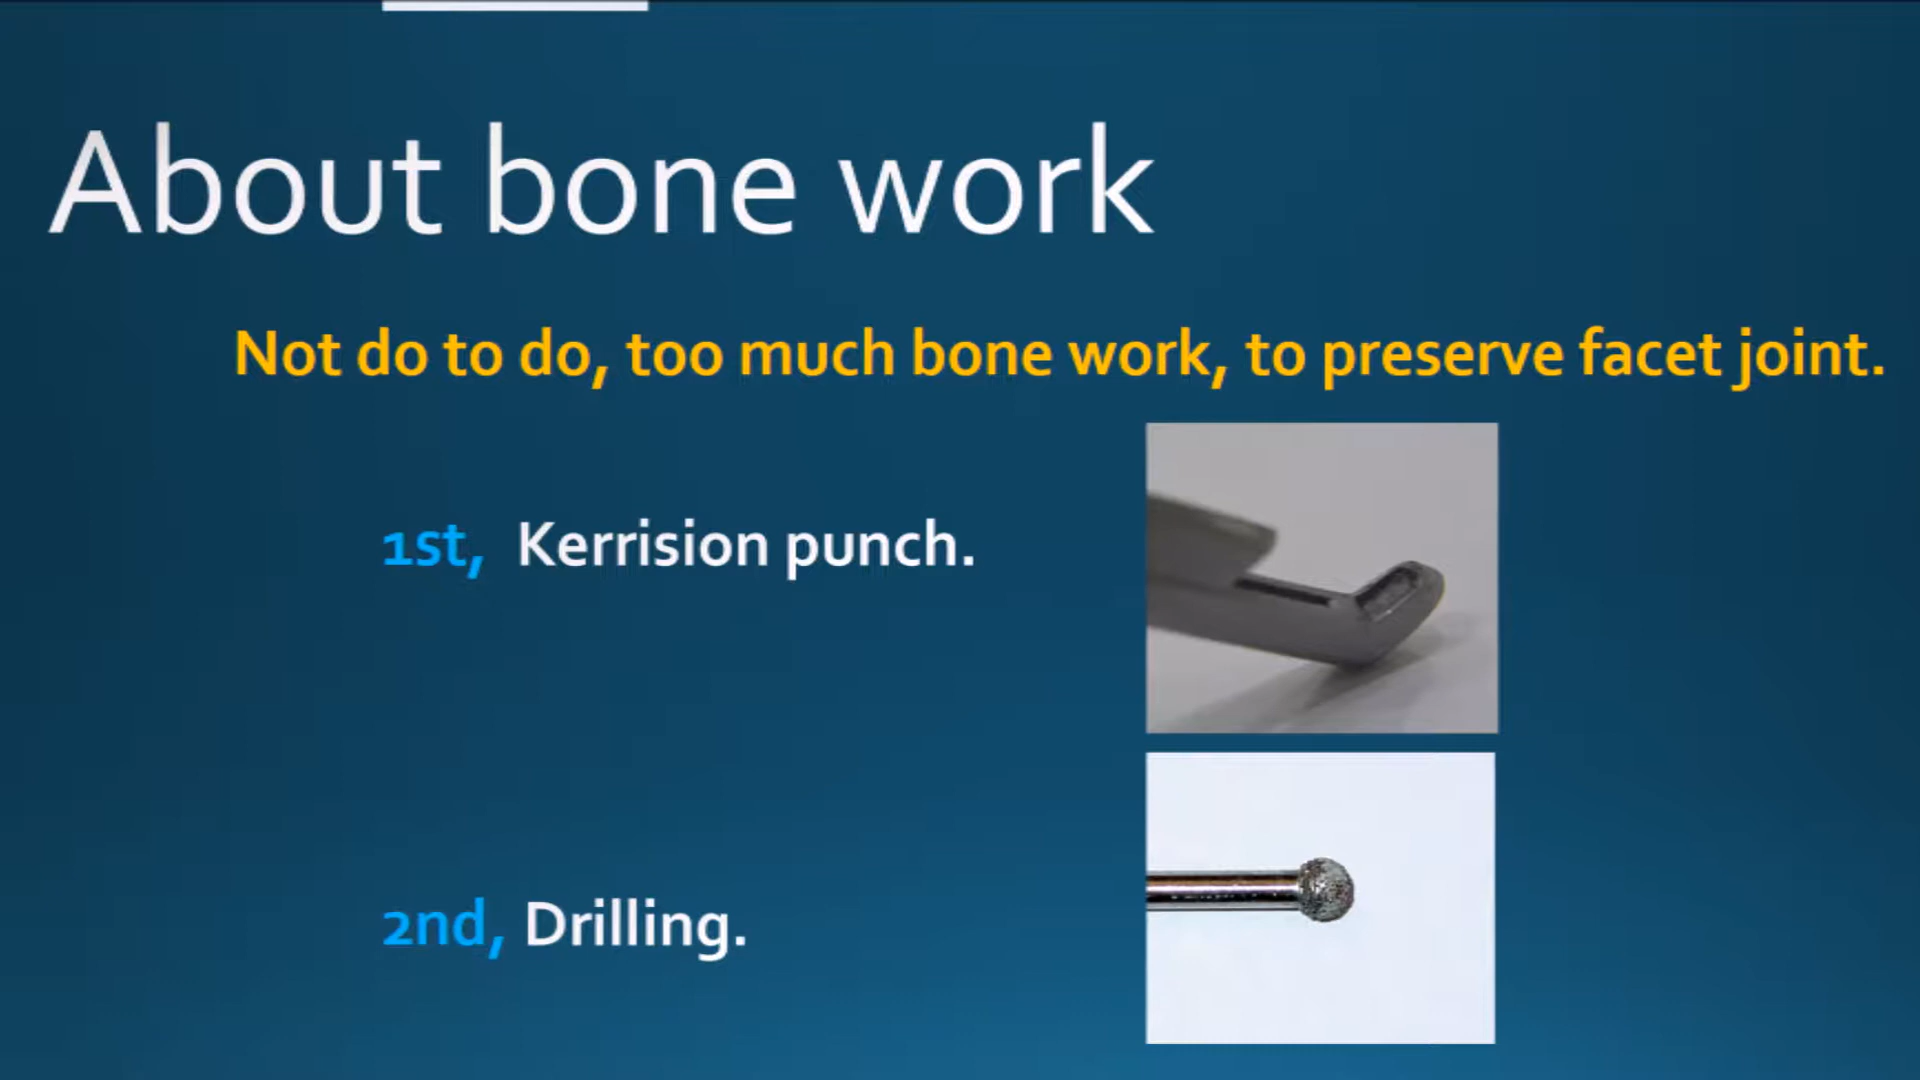 About bone work
Not do to do, too much bone work, to preserve facet joint.
1st, Kerrision punch.
2nd, Drilling.